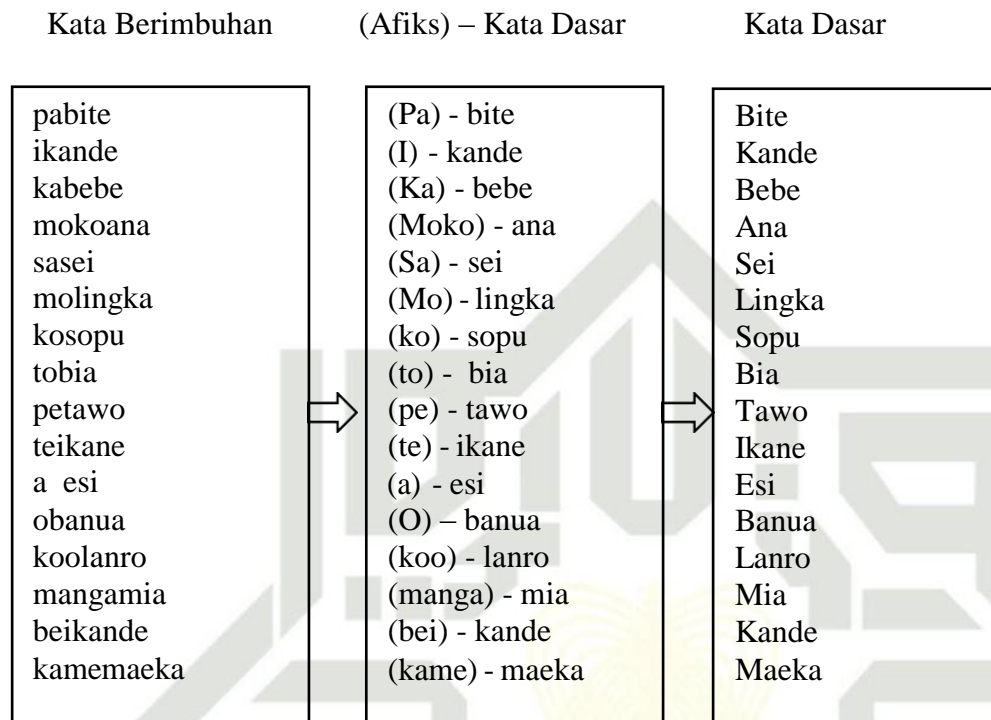 Kata Berimbuhan (Afiks) – Kata Dasar Kata Dasar
pabite (Pa) - bite Bite
ikande (I) - kande Kande
kabebe (Ka) - bebe Bebe
mokoana (Moko) - ana Ana
sasei (Sa) - sei Sei
molingka (Mo) - lingka Lingka
kosopu (ko) - sopu Sopu
tobia (to) - bia Bia
petawo (pe) - tawo Tawo
teikane (te) - ikane Ikane
a esi (a) - esi Esi
obanua (O) – banua Banua
koolanro (koo) - lanro Lanro
mangamia (manga) - mia Mia
beikande (bei) - kande Kande
kamemaeka (kame) - maeka Maeka